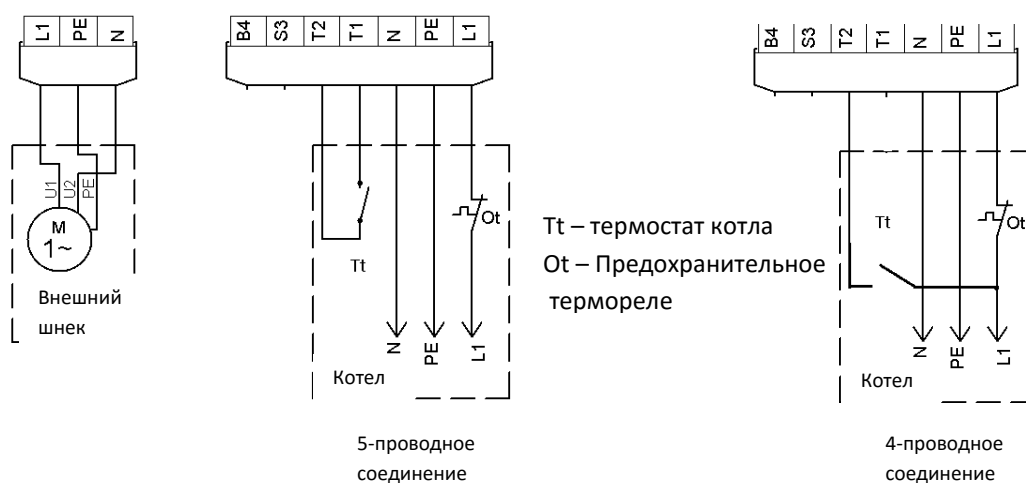 L1 PE N
B4 S3 T2 T1 N PE L1
B4 S3 T2 T1 N PE L1
U1 U2 PE
M
1~
Внешний
шнек
Tt
Ot
N PE L1
Котел
5-проводное
соединение
Tt – термостат котла
Ot – Предохранительное
термореле
Tt
Ot
N PE L1
Котел
4-проводное
соединение